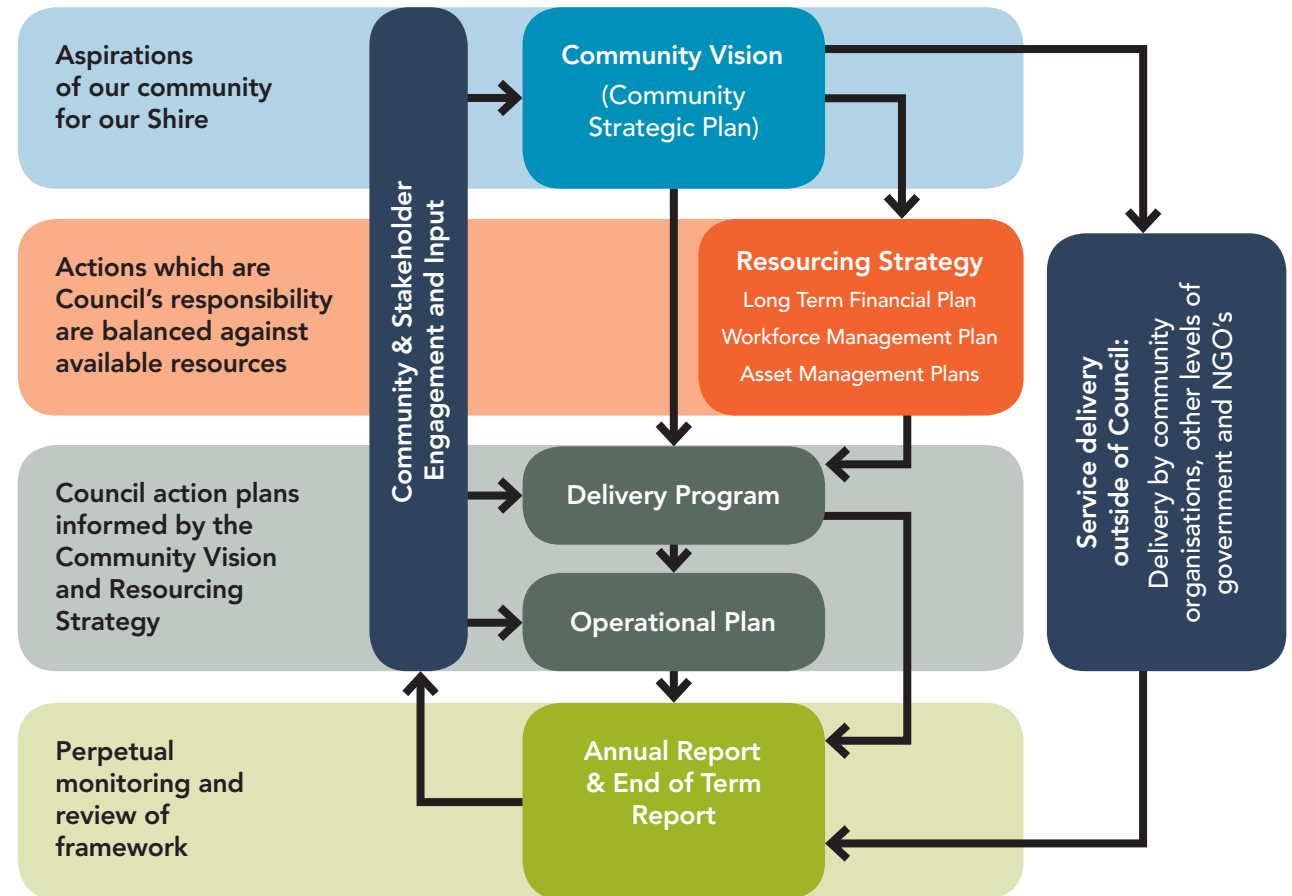 Aspirations
of our community
for our Shire
Community & Stakeholder
Engagement and Input
Community Vision
(Community
Strategic Plan)
Actions which are
Council’s responsibility
are balanced against
available resources
Resourcing Strategy
Long Term Financial Plan
Workforce Management Plan
Asset Management Plans
Service delivery
outside of Council:
Delivery by community
organisations, other levels of
government and NGO’s
Council action plans
informed by the
Community Vision
and Resourcing
Strategy
Delivery Program
Operational Plan
Perpetual
monitoring and
review of
framework
Annual Report
& End of Term
Report